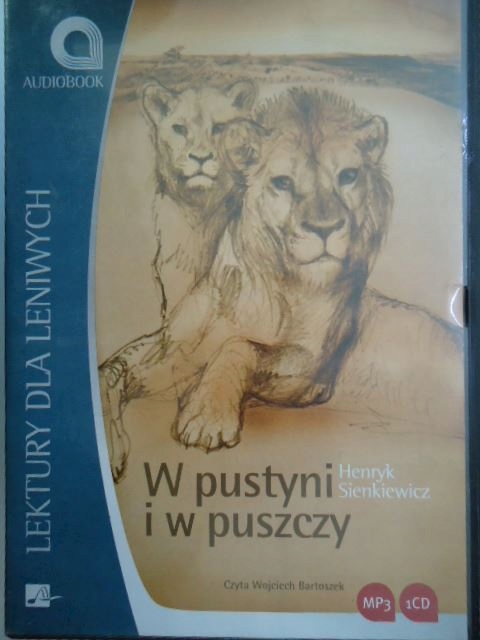 AUDIOBOOK
LEKTURY DLA LENIWYCH
W pustyni
i w puszczy
Henryk
Sienkiewicz
Czyta Wojciech Bartoszek
MP3
1CD